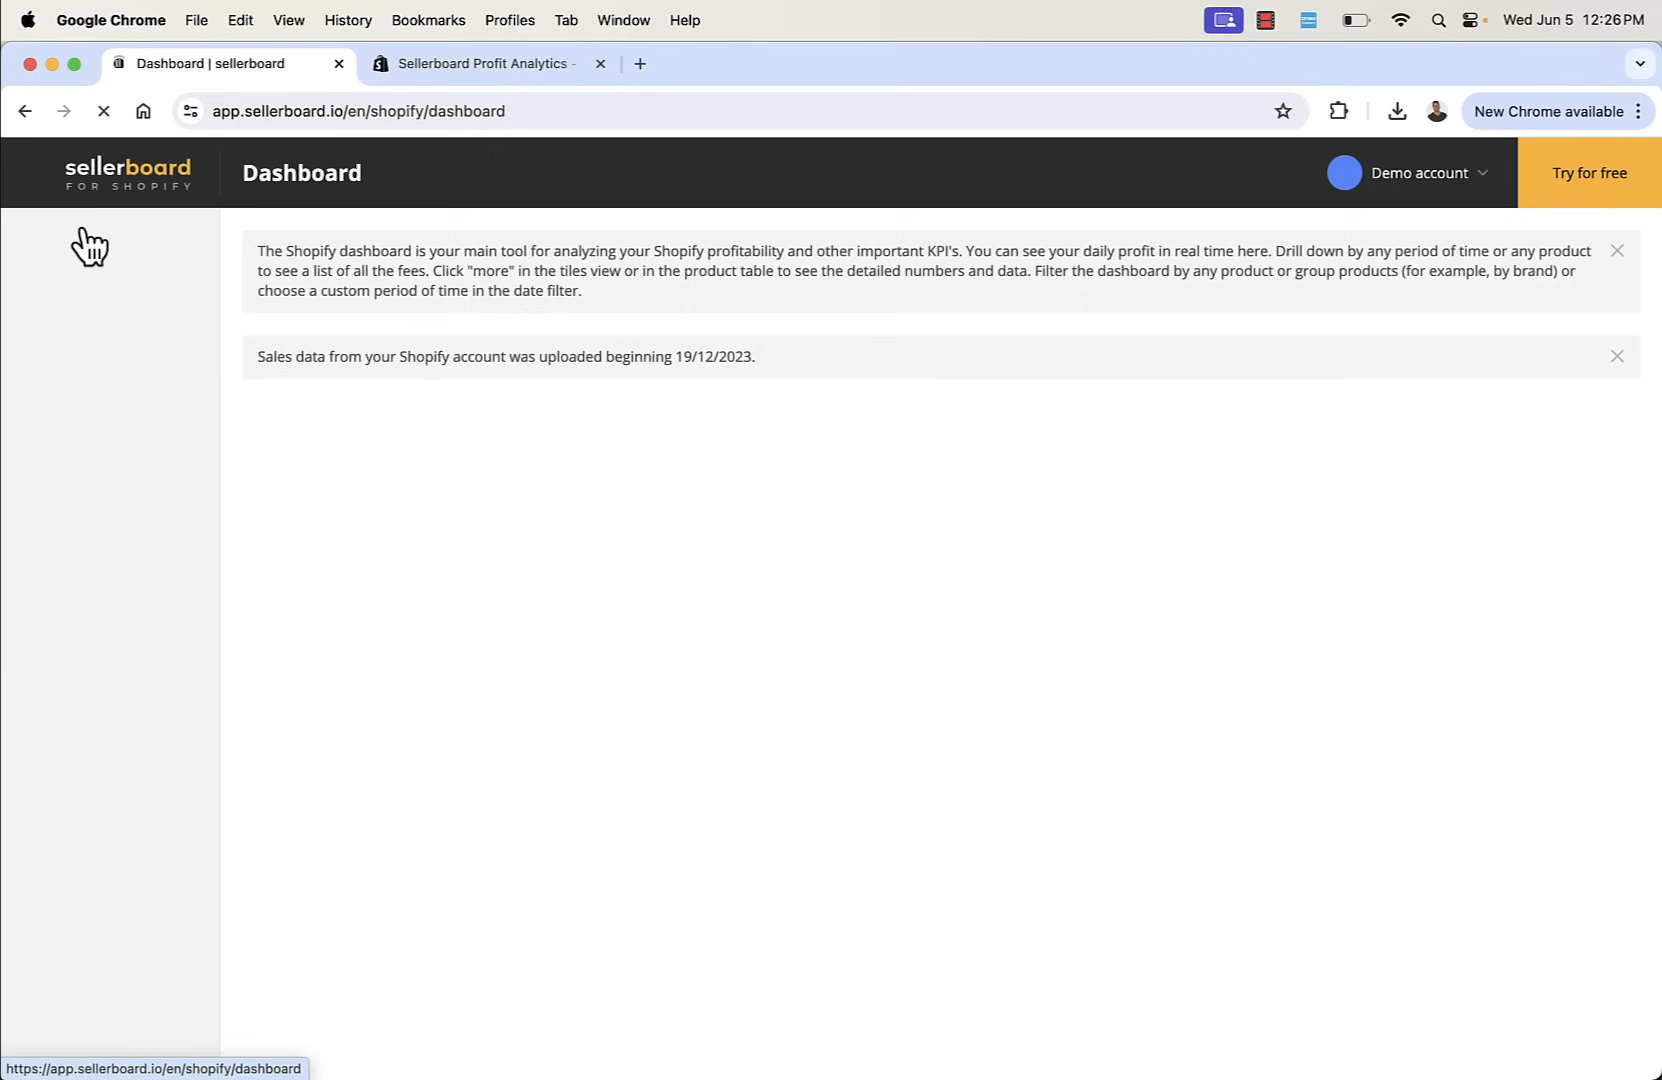 Google Chrome File Edit View History Bookmarks Profiles Tab Window Help Wed Jun 5 12:26 PM
Dashboard | sellerboard
Sellerboard Profit Analytics -
app.sellerboard.io/en/shopify/dashboard
New Chrome available
sellerboard
FOR SHOPIFY
Dashboard
Demo account
Try for free
The Shopify dashboard is your main tool for analyzing your Shopify profitability and other important KPI's. You can see your daily profit in real time here. Drill down by any period of time or any product
to see a list of all the fees. Click "more" in the tiles view or in the product table to see the detailed numbers and data. Filter the dashboard by any product or group products (for example, by brand) or
choose a custom period of time in the date filter.
Sales data from your Shopify account was uploaded beginning 19/12/2023.
https://app.sellerboard.io/en/shopify/dashboard